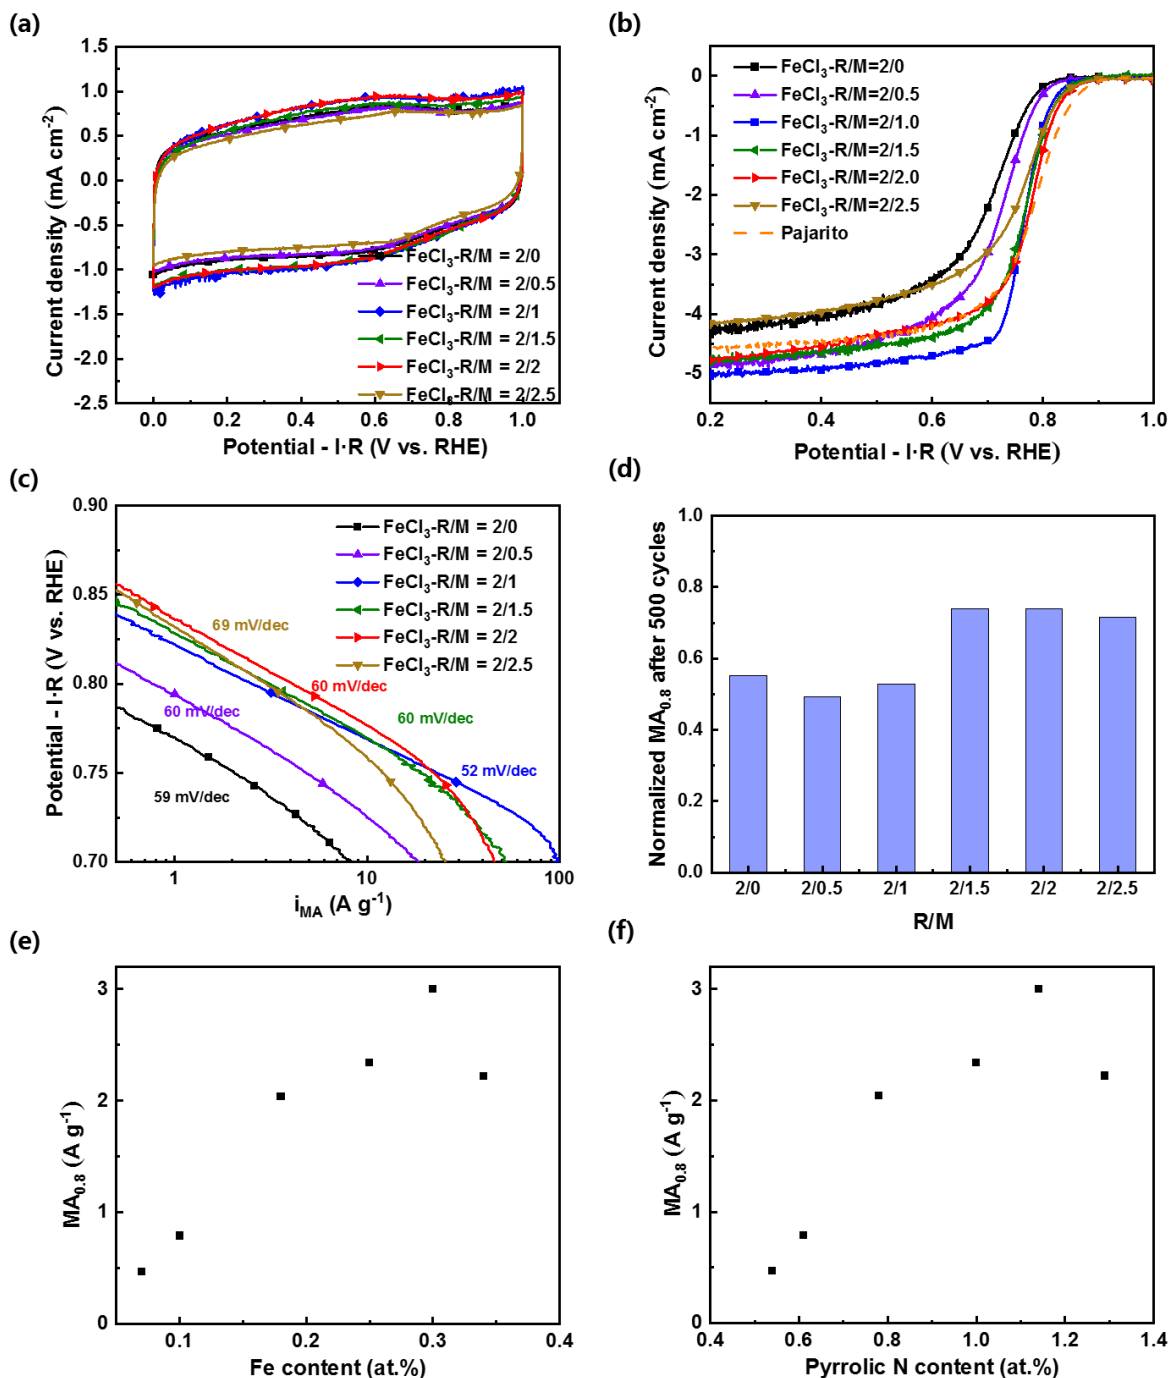 (a)
Current density (mA cm⁻²)
1.5
1.0
0.5
0.0
-0.5
-1.0
-1.5
-2.0
-2.5
FeCl₃-R/M = 2/0
FeCl₃-R/M = 2/0.5
FeCl₃-R/M = 2/1
FeCl₃-R/M = 2/1.5
FeCl₃-R/M = 2/2
FeCl₃-R/M = 2/2.5
0.0 0.2 0.4 0.6 0.8 1.0
Potential - I·R (V vs. RHE)
(b)
Current density (mA cm⁻²)
0
-1
-2
-3
-4
-5
FeCl₃-R/M=2/0
FeCl₃-R/M=2/0.5
FeCl₃-R/M=2/1.0
FeCl₃-R/M=2/1.5
FeCl₃-R/M=2/2.0
FeCl₃-R/M=2/2.5
Pajarito
0.2 0.4 0.6 0.8 1.0
Potential - I·R (V vs. RHE)
(c)
Potential - I·R (V vs. RHE)
0.90
0.85
0.80
0.75
0.70
FeCl₃-R/M = 2/0
FeCl₃-R/M = 2/0.5
FeCl₃-R/M = 2/1
FeCl₃-R/M = 2/1.5
FeCl₃-R/M = 2/2
FeCl₃-R/M = 2/2.5
69 mV/dec
60 mV/dec
60 mV/dec
60 mV/dec
52 mV/dec
59 mV/dec
1 10 100
i_MA (A g⁻¹)
(d)
Normalized MA₀.₈ after 500 cycles
1.0
0.8
0.6
0.4
0.2
0.0
2/0 2/0.5 2/1 2/1.5 2/2 2/2.5
R/M
(e)
MA₀.₈ (A g⁻¹)
3
2
1
0
0.1 0.2 0.3 0.4
Fe content (at.%)
(f)
MA₀.₈ (A g⁻¹)
3
2
1
0
0.4 0.6 0.8 1.0 1.2 1.4
Pyrrolic N content (at.%)